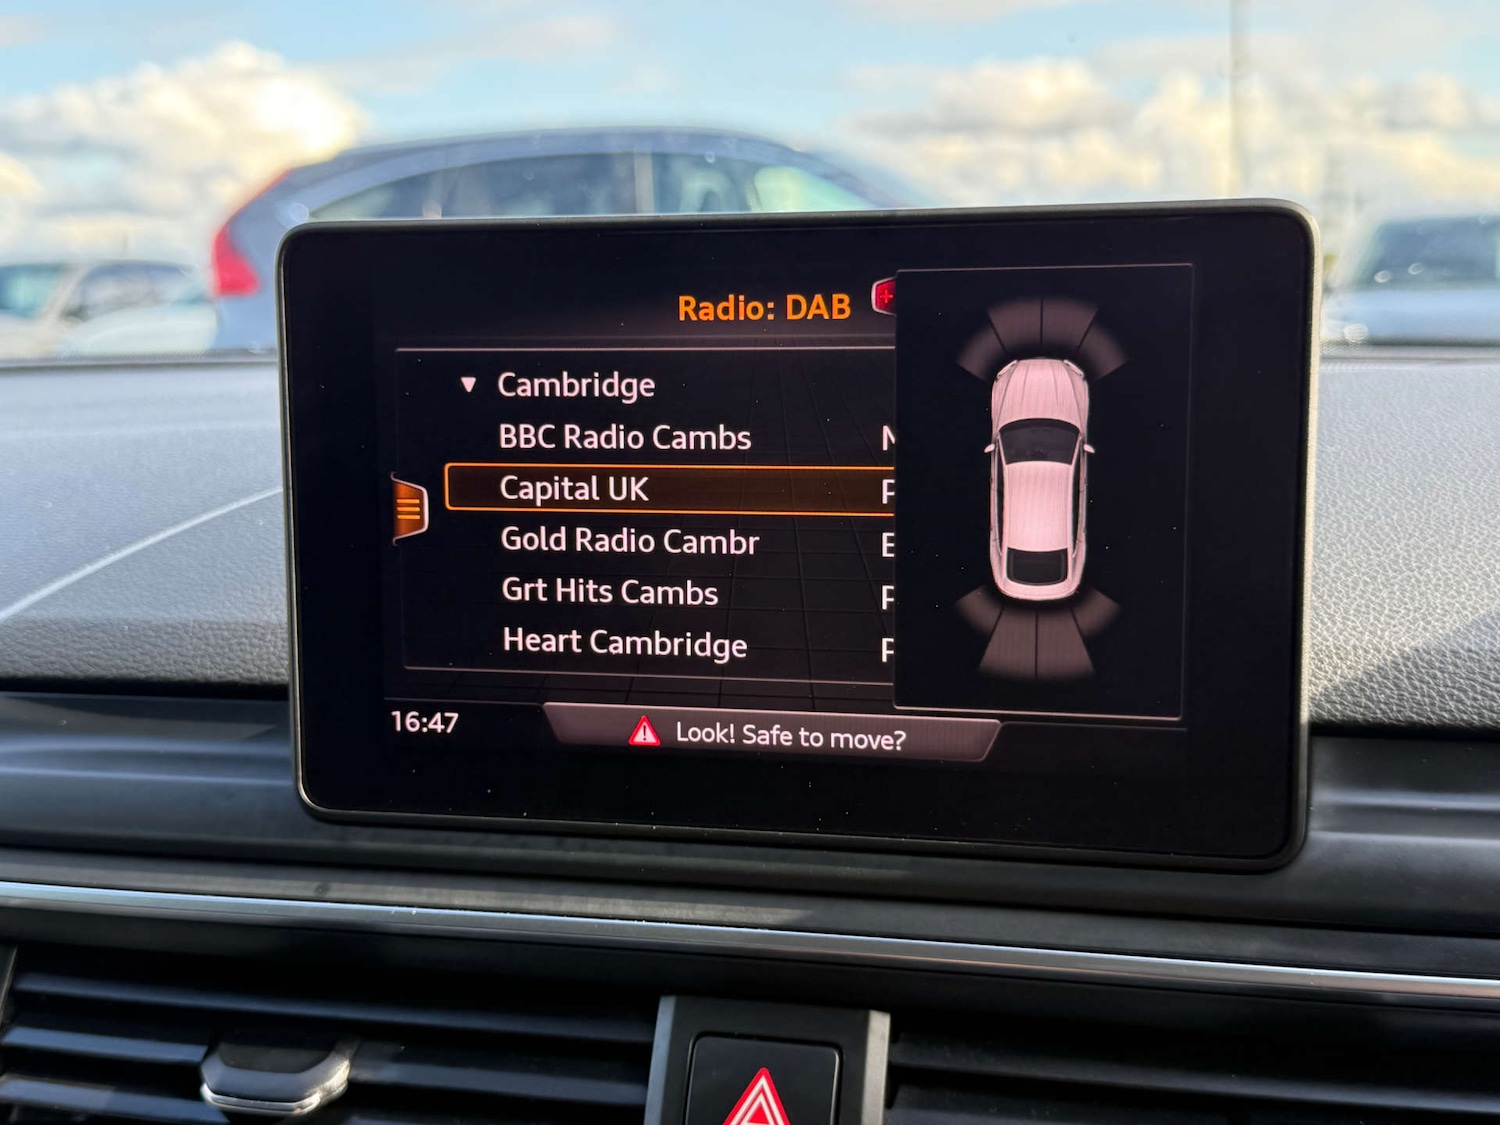 Radio: DAB
Cambridge
BBC Radio Cambs
Capital UK
Gold Radio Cambr
Grt Hits Cambs
Heart Cambridge
16:47
Look! Safe to move?